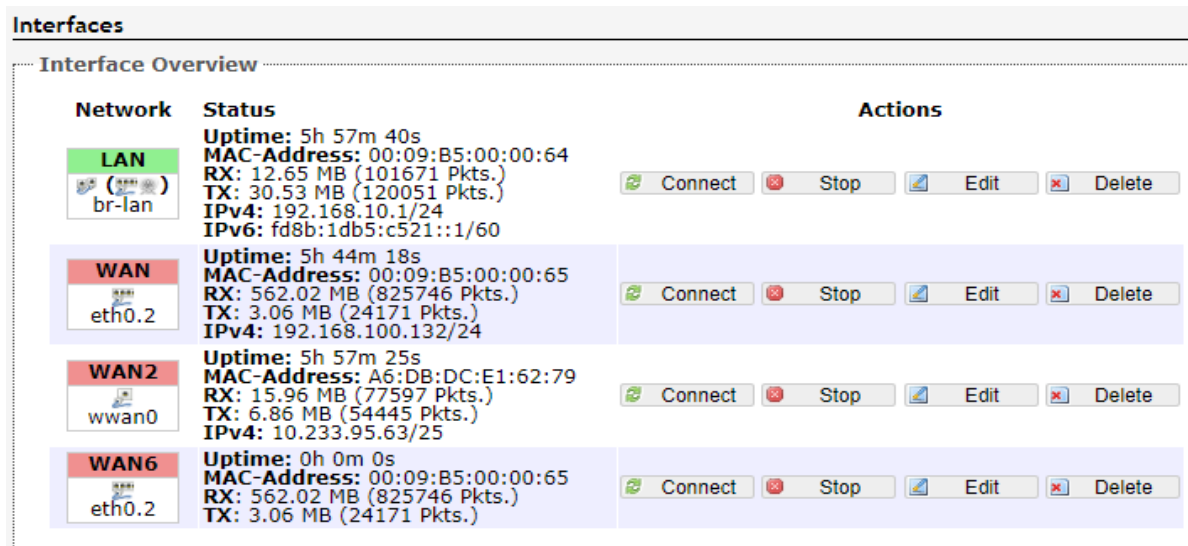 Interfaces
Interface Overview
Network Status Actions
LAN
br-lan
Uptime: 5h 57m 40s
MAC-Address: 00:09:B5:00:00:64
RX: 12.65 MB (101671 Pkts.)
TX: 30.53 MB (120051 Pkts.)
IPv4: 192.168.10.1/24
IPv6: fd8b:1db5:c521::1/60
Connect Stop Edit Delete
WAN
eth0.2
Uptime: 5h 44m 18s
MAC-Address: 00:09:B5:00:00:65
RX: 562.02 MB (825746 Pkts.)
TX: 3.06 MB (24171 Pkts.)
IPv4: 192.168.100.132/24
Connect Stop Edit Delete
WAN2
wwan0
Uptime: 5h 57m 25s
MAC-Address: A6:DB:DC:E1:62:79
RX: 15.96 MB (77597 Pkts.)
TX: 6.86 MB (54445 Pkts.)
IPv4: 10.233.95.63/25
Connect Stop Edit Delete
WAN6
eth0.2
Uptime: 0h 0m 0s
MAC-Address: 00:09:B5:00:00:65
RX: 562.02 MB (825746 Pkts.)
TX: 3.06 MB (24171 Pkts.)
Connect Stop Edit Delete